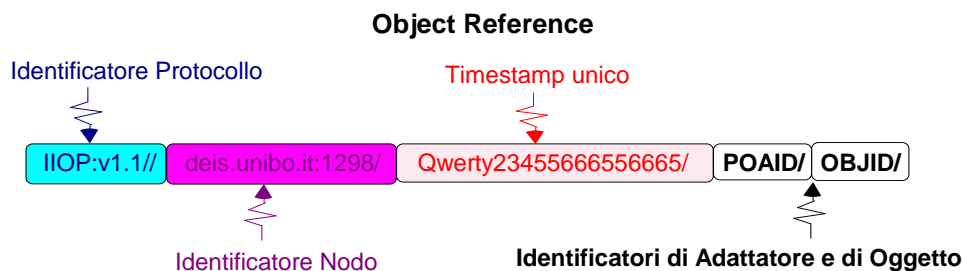 Object Reference
Identificatore Protocollo
Timestamp unico
IIOP:v1.1// deis.unibo.it:1298/ Qwerty23455666556665/ POAID/ OBJID/
Identificatore Nodo
Identificatori di Adattatore e di Oggetto